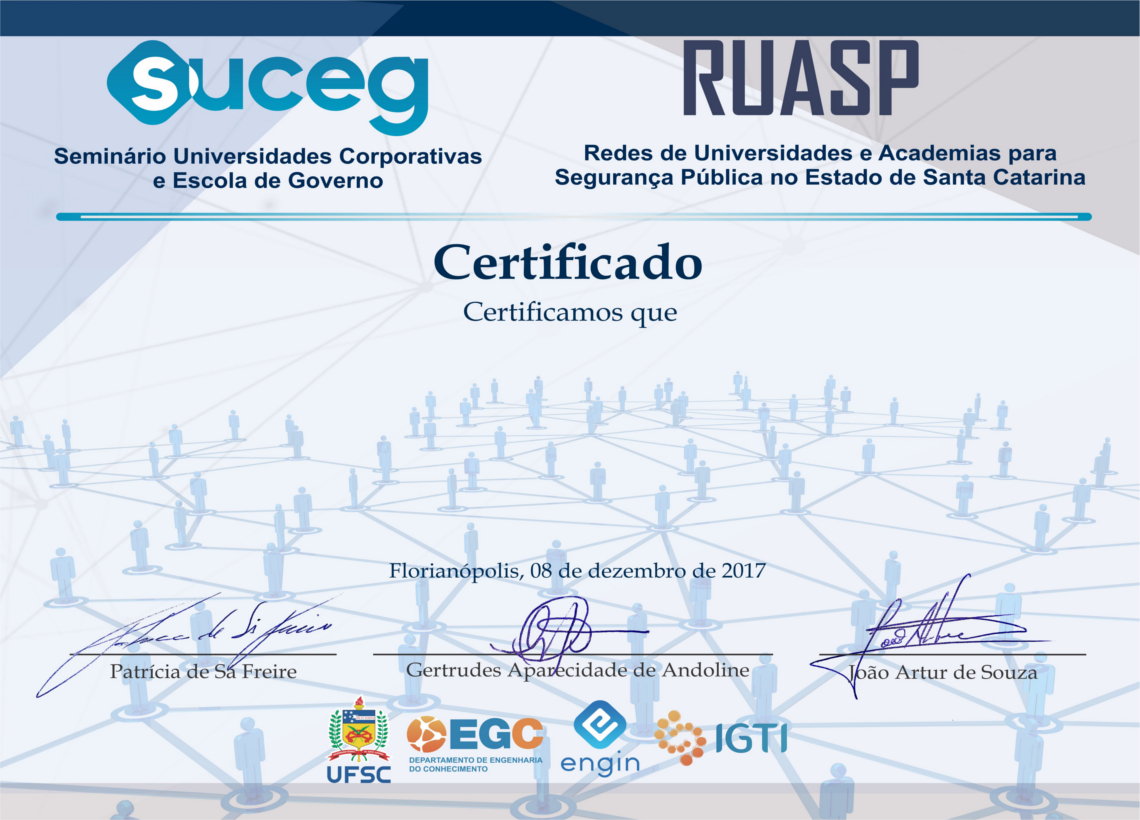 suceg
Seminário Universidades Corporativas
e Escola de Governo
RUASP
Redes de Universidades e Academias para
Segurança Pública no Estado de Santa Catarina
Certificado
Certificamos que
Florianópolis, 08 de dezembro de 2017
Patrícia de Sá Freire
Gertrudes Aparecidade de Andoline
João Artur de Souza
UFSC
EGC
DEPARTAMENTO DE ENGENHARIA
DO CONHECIMENTO
engin
IGTI